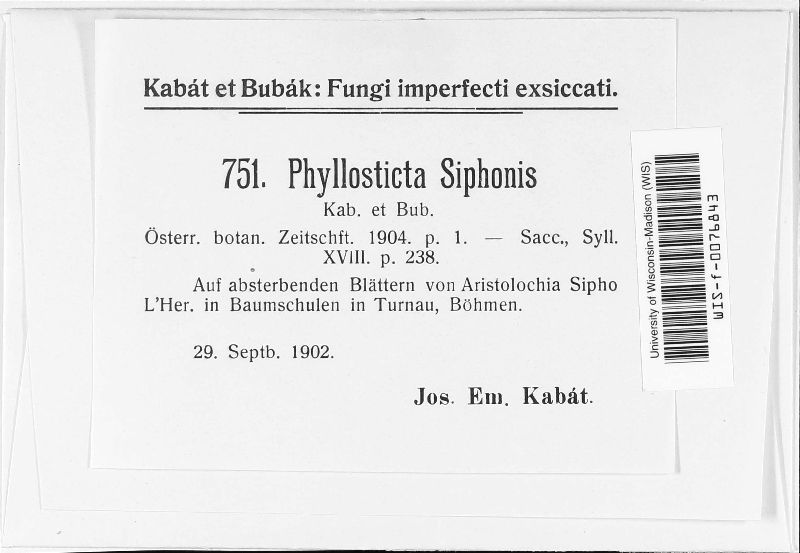 Kabát et Bubák: Fungi imperfecti exsiccati.
751. Phyllosticta Siphonis
Kab. et Bub.
Österr. botan. Zeitschft. 1904. p. 1. — Sacc., Syll.
XVIII. p. 238.
Auf absterbenden Blättern von Aristolochia Sipho
L'Her. in Baumschulen in Turnau, Böhmen.
29. Septb. 1902.
Jos. Em. Kabát.
University of Wisconsin-Madison (WIS)
WIS-f-0079843